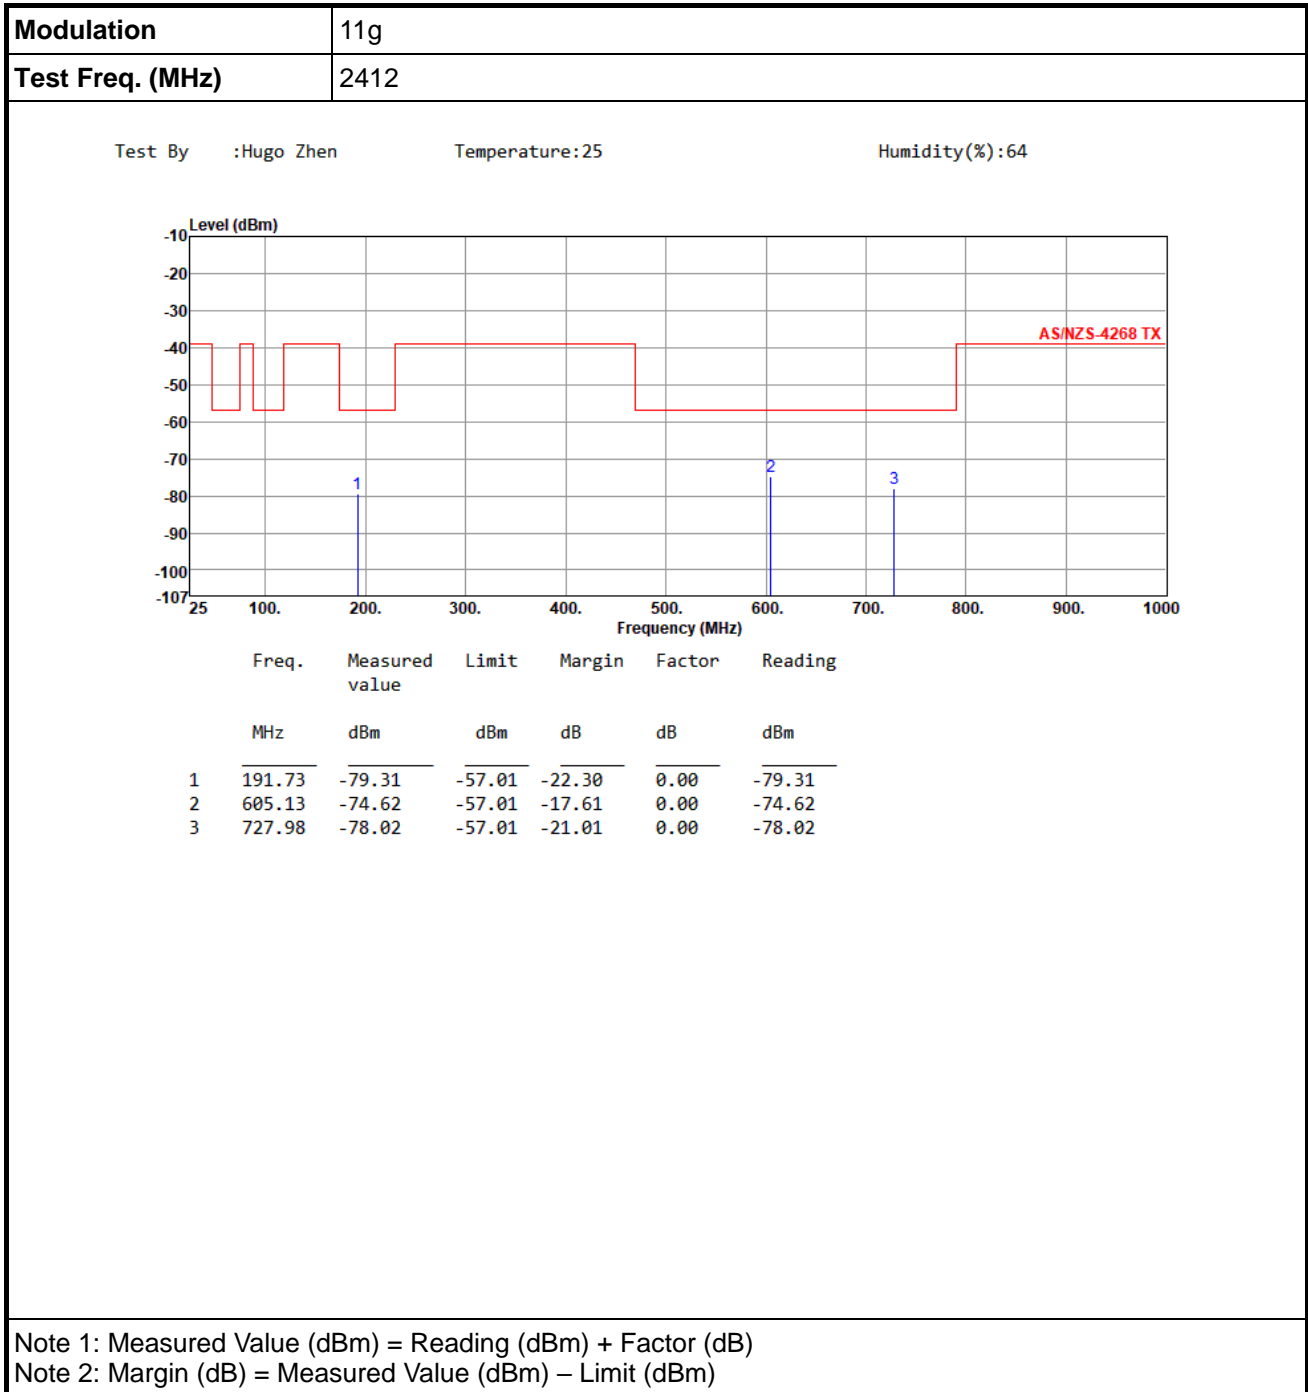 Modulation 11g
Test Freq. (MHz) 2412
Test By :Hugo Zhen Temperature:25 Humidity(%):64
Level (dBm)
-10
-20
-30
AS/NZS-4268 TX
-40
-50
-60
-70
2
3
1
-80
-90
-100
-107
25 100. 200. 300. 400. 500. 600. 700. 800. 900. 1000
Frequency (MHz)
Freq. Measured Limit Margin Factor Reading
value
MHz dBm dBm dB dB dBm
1 191.73 -79.31 -57.01 -22.30 0.00 -79.31
2 605.13 -74.62 -57.01 -17.61 0.00 -74.62
3 727.98 -78.02 -57.01 -21.01 0.00 -78.02
Note 1: Measured Value (dBm) = Reading (dBm) + Factor (dB)
Note 2: Margin (dB) = Measured Value (dBm) – Limit (dBm)